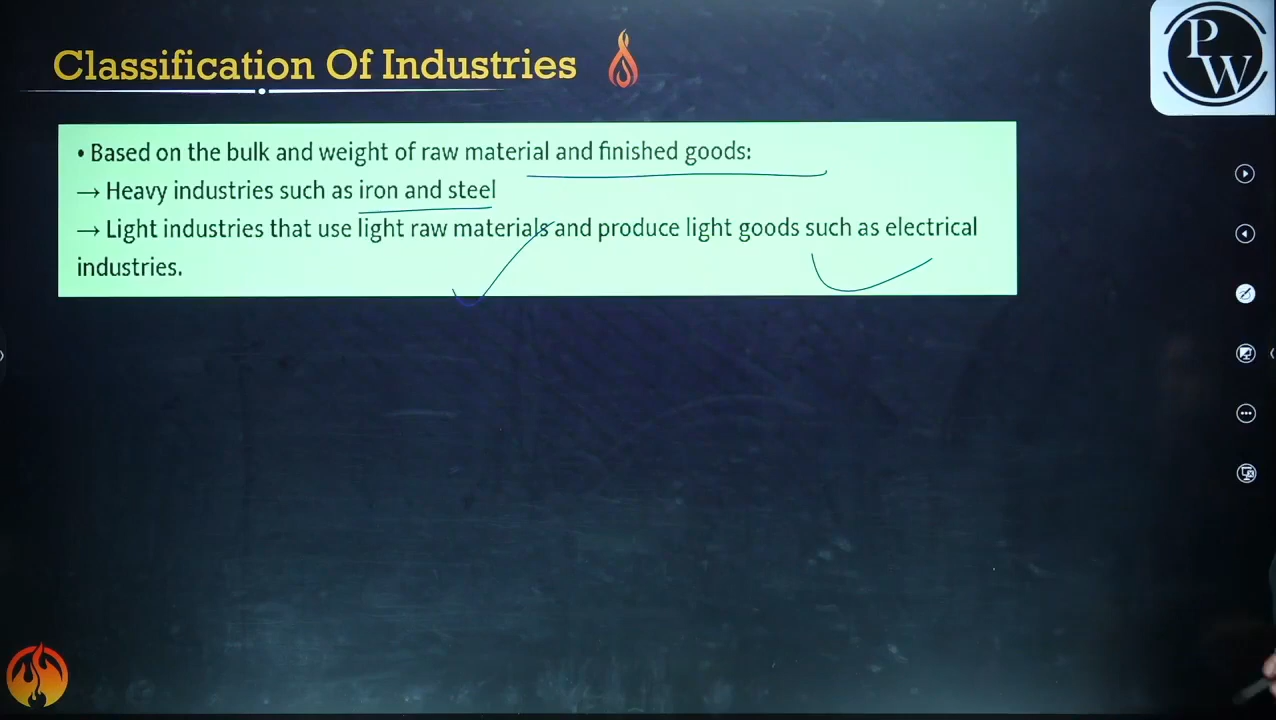 Classification Of Industries
PW
• Based on the bulk and weight of raw material and finished goods:
→ Heavy industries such as iron and steel
→ Light industries that use light raw materials and produce light goods such as electrical
industries.